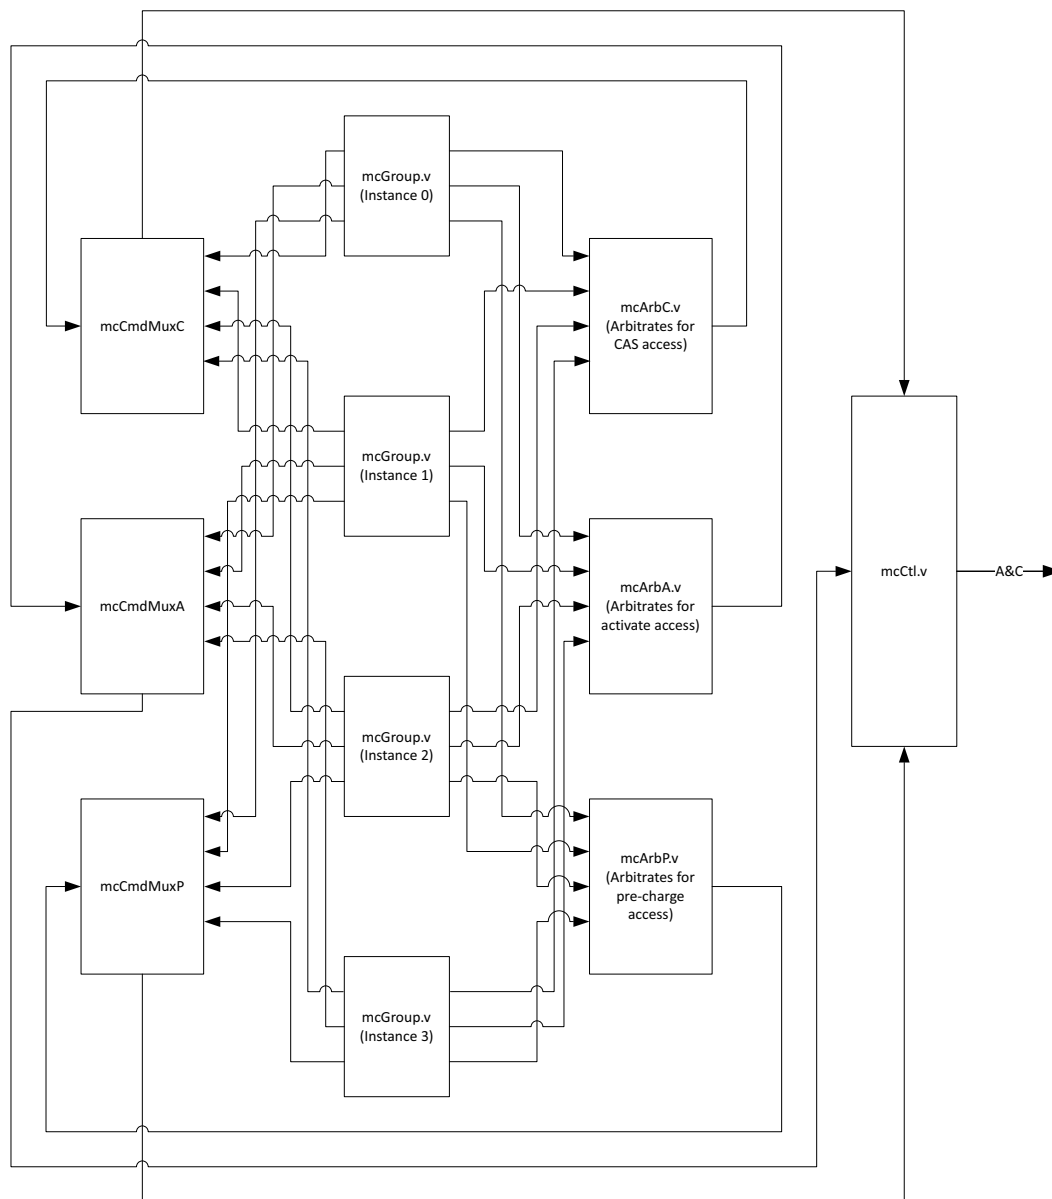 mcGroup.v
(Instance 0)
mcCmdMuxC
mcArbC.v
(Arbitrates for
CAS access)
mcGroup.v
(Instance 1)
mcCmdMuxA
mcArbA.v
(Arbitrates for
activate access)
mcCtl.v
A&C
mcGroup.v
(Instance 2)
mcCmdMuxP
mcArbP.v
(Arbitrates for
pre-charge
access)
mcGroup.v
(Instance 3)